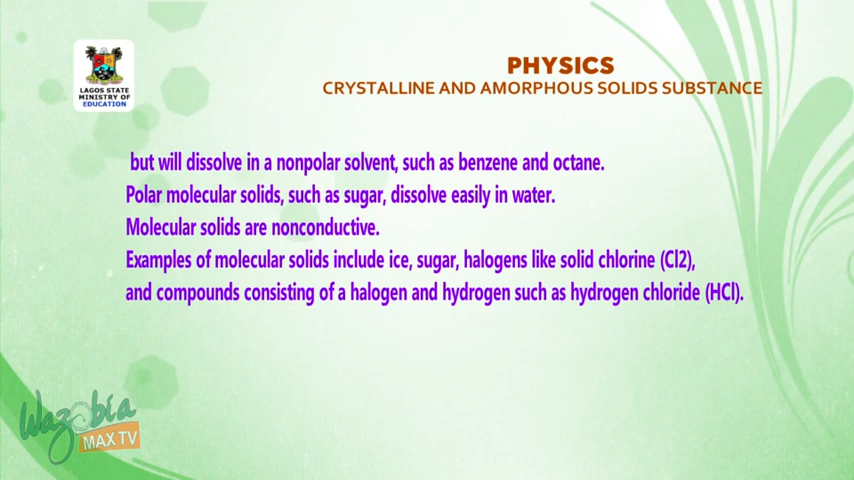 LAGOS STATE
MINISTRY OF
EDUCATION
PHYSICS
CRYSTALLINE AND AMORPHOUS SOLIDS SUBSTANCE
but will dissolve in a nonpolar solvent, such as benzene and octane.
Polar molecular solids, such as sugar, dissolve easily in water.
Molecular solids are nonconductive.
Examples of molecular solids include ice, sugar, halogens like solid chlorine (Cl2),
and compounds consisting of a halogen and hydrogen such as hydrogen chloride (HCl).
Wazobia
MAX TV